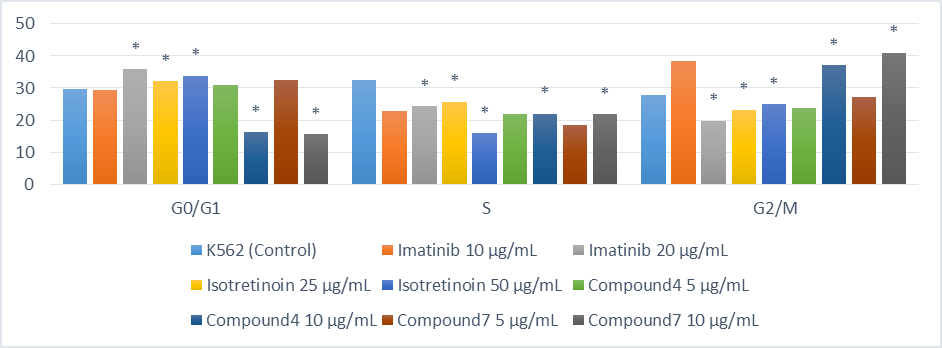 50
40
30
20
10
0
* * * * *
* * * *
* * * * *
G0/G1 S G2/M
K562 (Control) Imatinib 10 µg/mL Imatinib 20 µg/mL
Isotretinoin 25 µg/mL Isotretinoin 50 µg/mL Compound4 5 µg/mL
Compound4 10 µg/mL Compound7 5 µg/mL Compound7 10 µg/mL